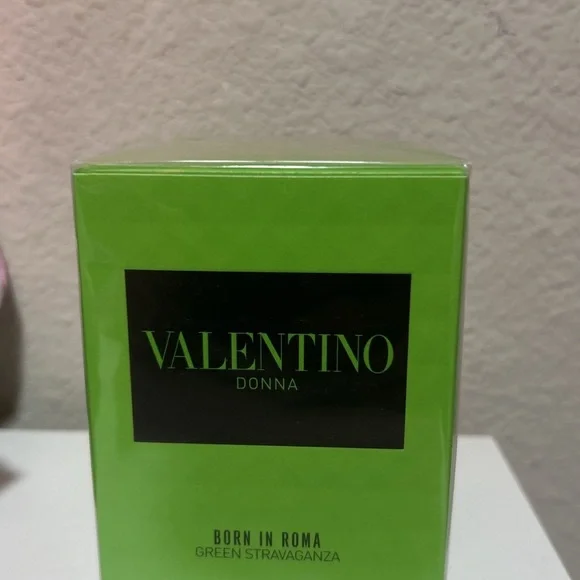 VALENTINO
DONNA
BORN IN ROMA
GREEN STRAVAGANZA